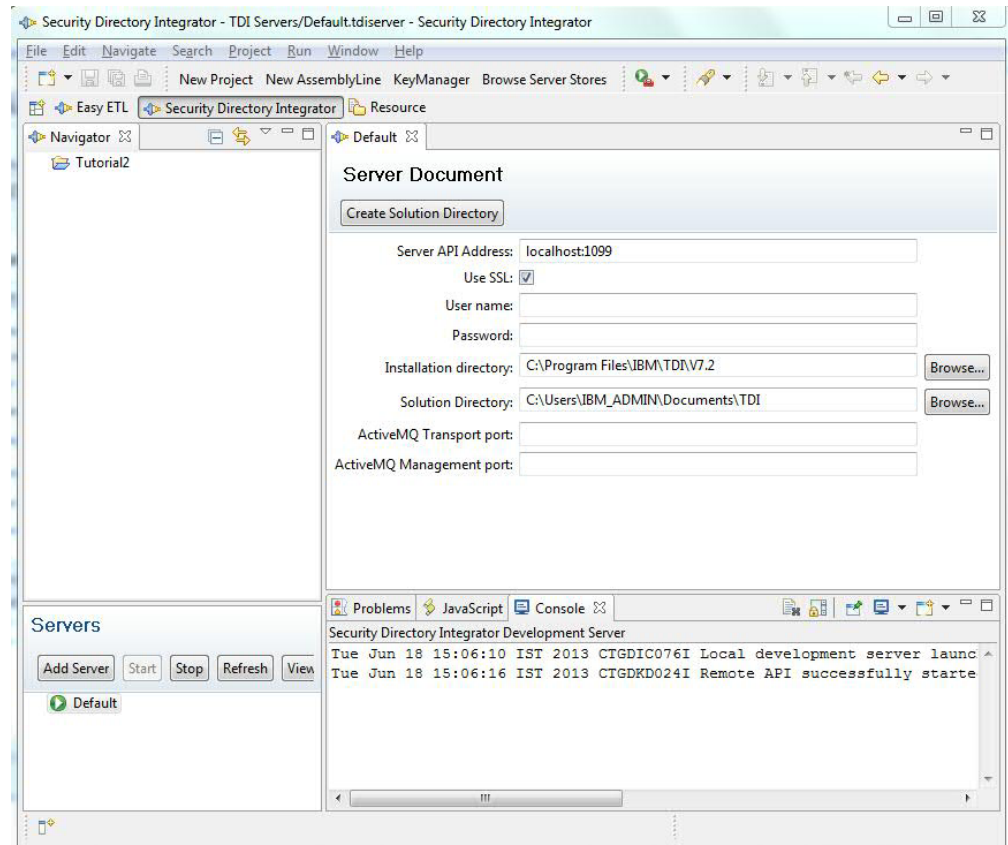 Security Directory Integrator - TDI Servers/Default.tdiserver - Security Directory Integrator
File Edit Navigate Search Project Run Window Help
New Project New AssemblyLine KeyManager Browse Server Stores
Easy ETL Security Directory Integrator Resource
Navigator
Tutorial2
Default
Server Document
Create Solution Directory
Server API Address: localhost:1099
Use SSL:
User name:
Password:
Installation directory: C:\Program Files\IBM\TDI\V7.2 Browse...
Solution Directory: C:\Users\IBM_ADMIN\Documents\TDI Browse...
ActiveMQ Transport port:
ActiveMQ Management port:
Servers
Add Server Start Stop Refresh View
Default
Problems JavaScript Console
Security Directory Integrator Development Server
Tue Jun 18 15:06:10 IST 2013 CTGDIC076I Local development server launc
Tue Jun 18 15:06:16 IST 2013 CTGDKD024I Remote API successfully starte